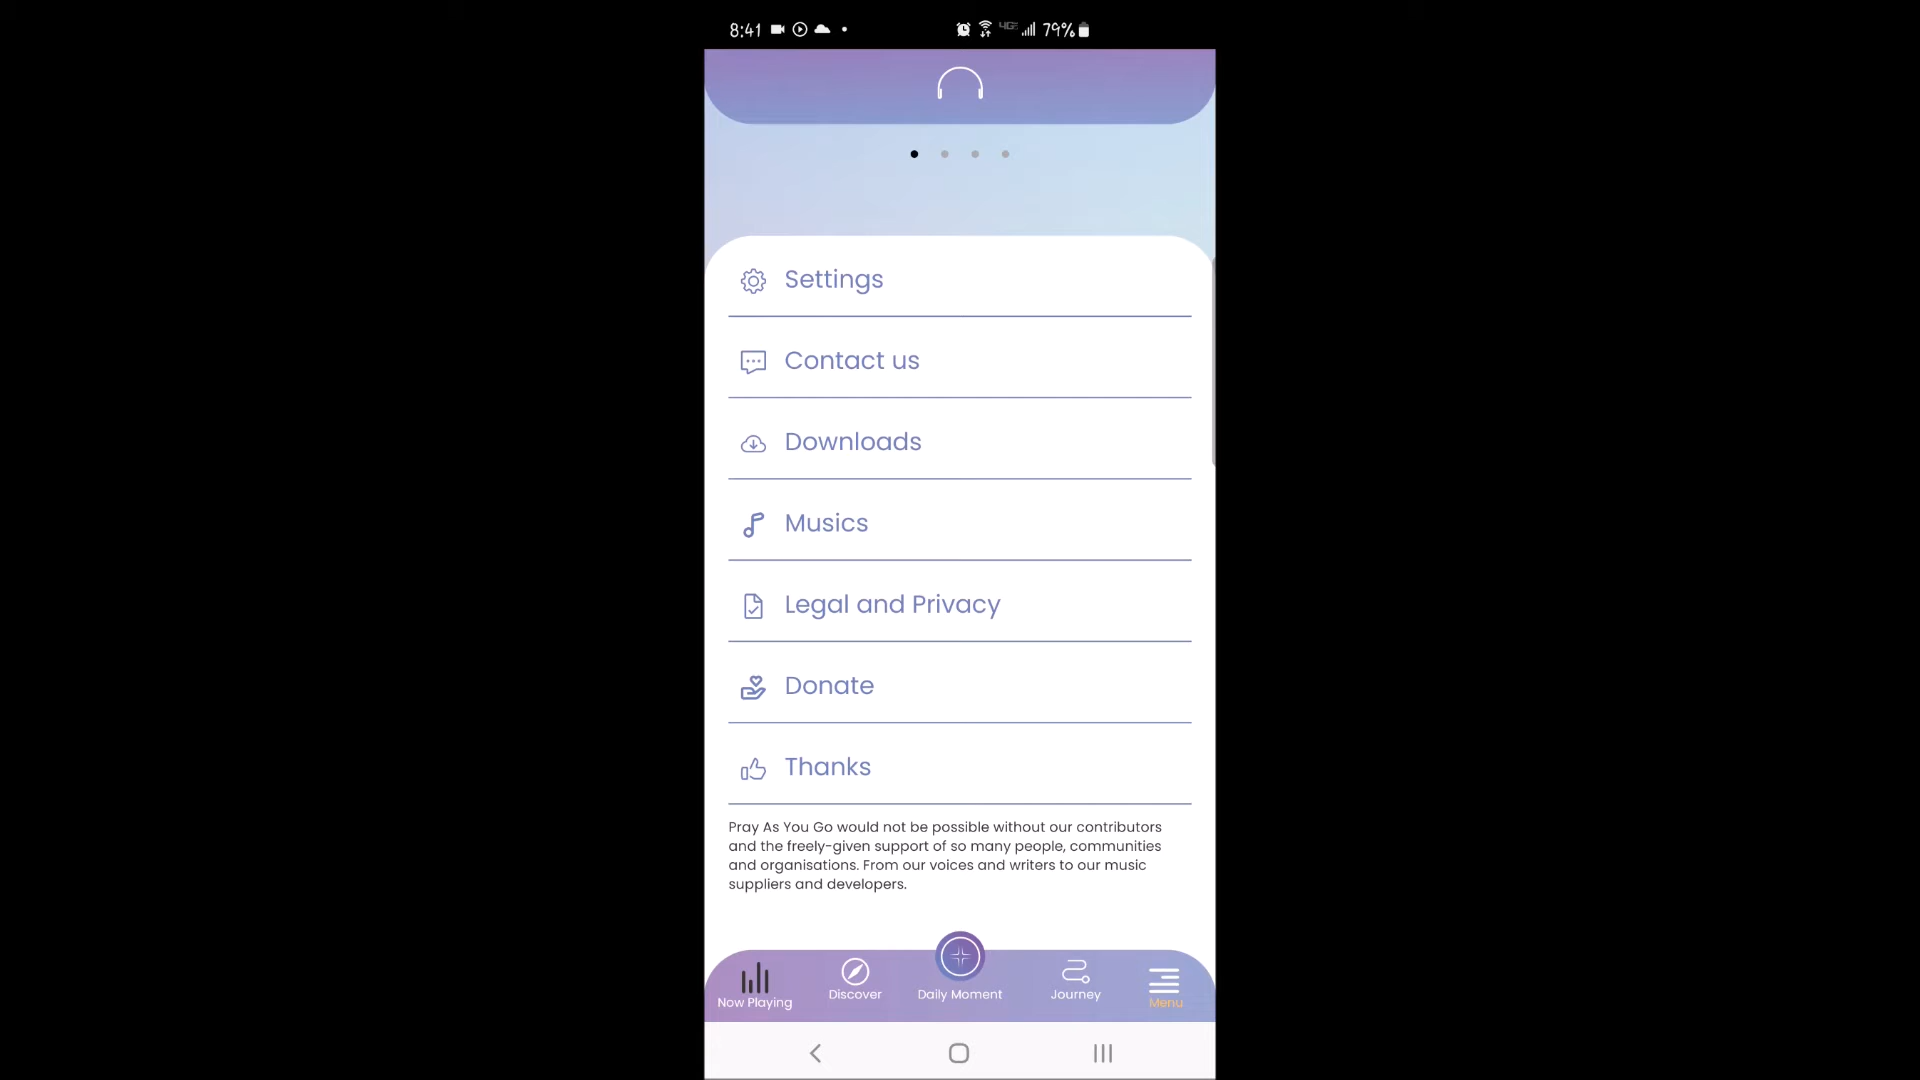 8:41
79%
Settings
Contact us
Downloads
Musics
Legal and Privacy
Donate
Thanks
Pray As You Go would not be possible without our contributors
and the freely-given support of so many people, communities
and organisations. From our voices and writers to our music
suppliers and developers.
Now Playing
Discover
Daily Moment
Journey
Menu